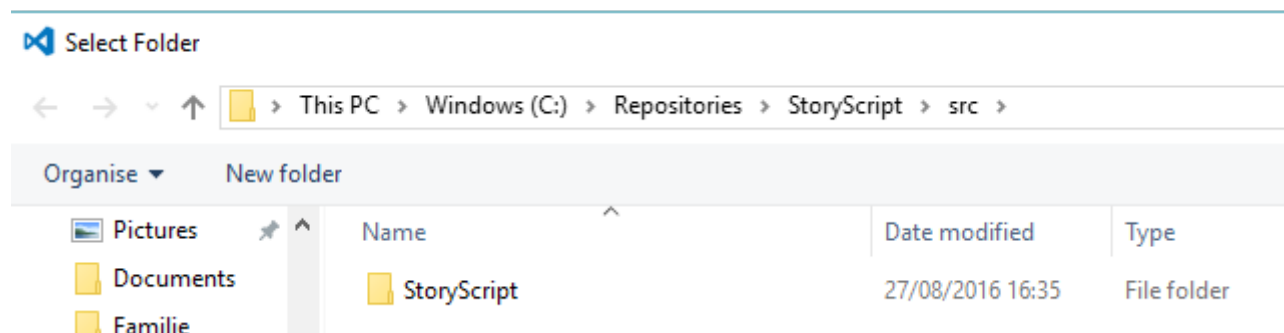 Select Folder
This PC > Windows (C:) > Repositories > StoryScript > src >
Organise New folder
Pictures Name Date modified Type
Documents StoryScript 27/08/2016 16:35 File folder
Familie